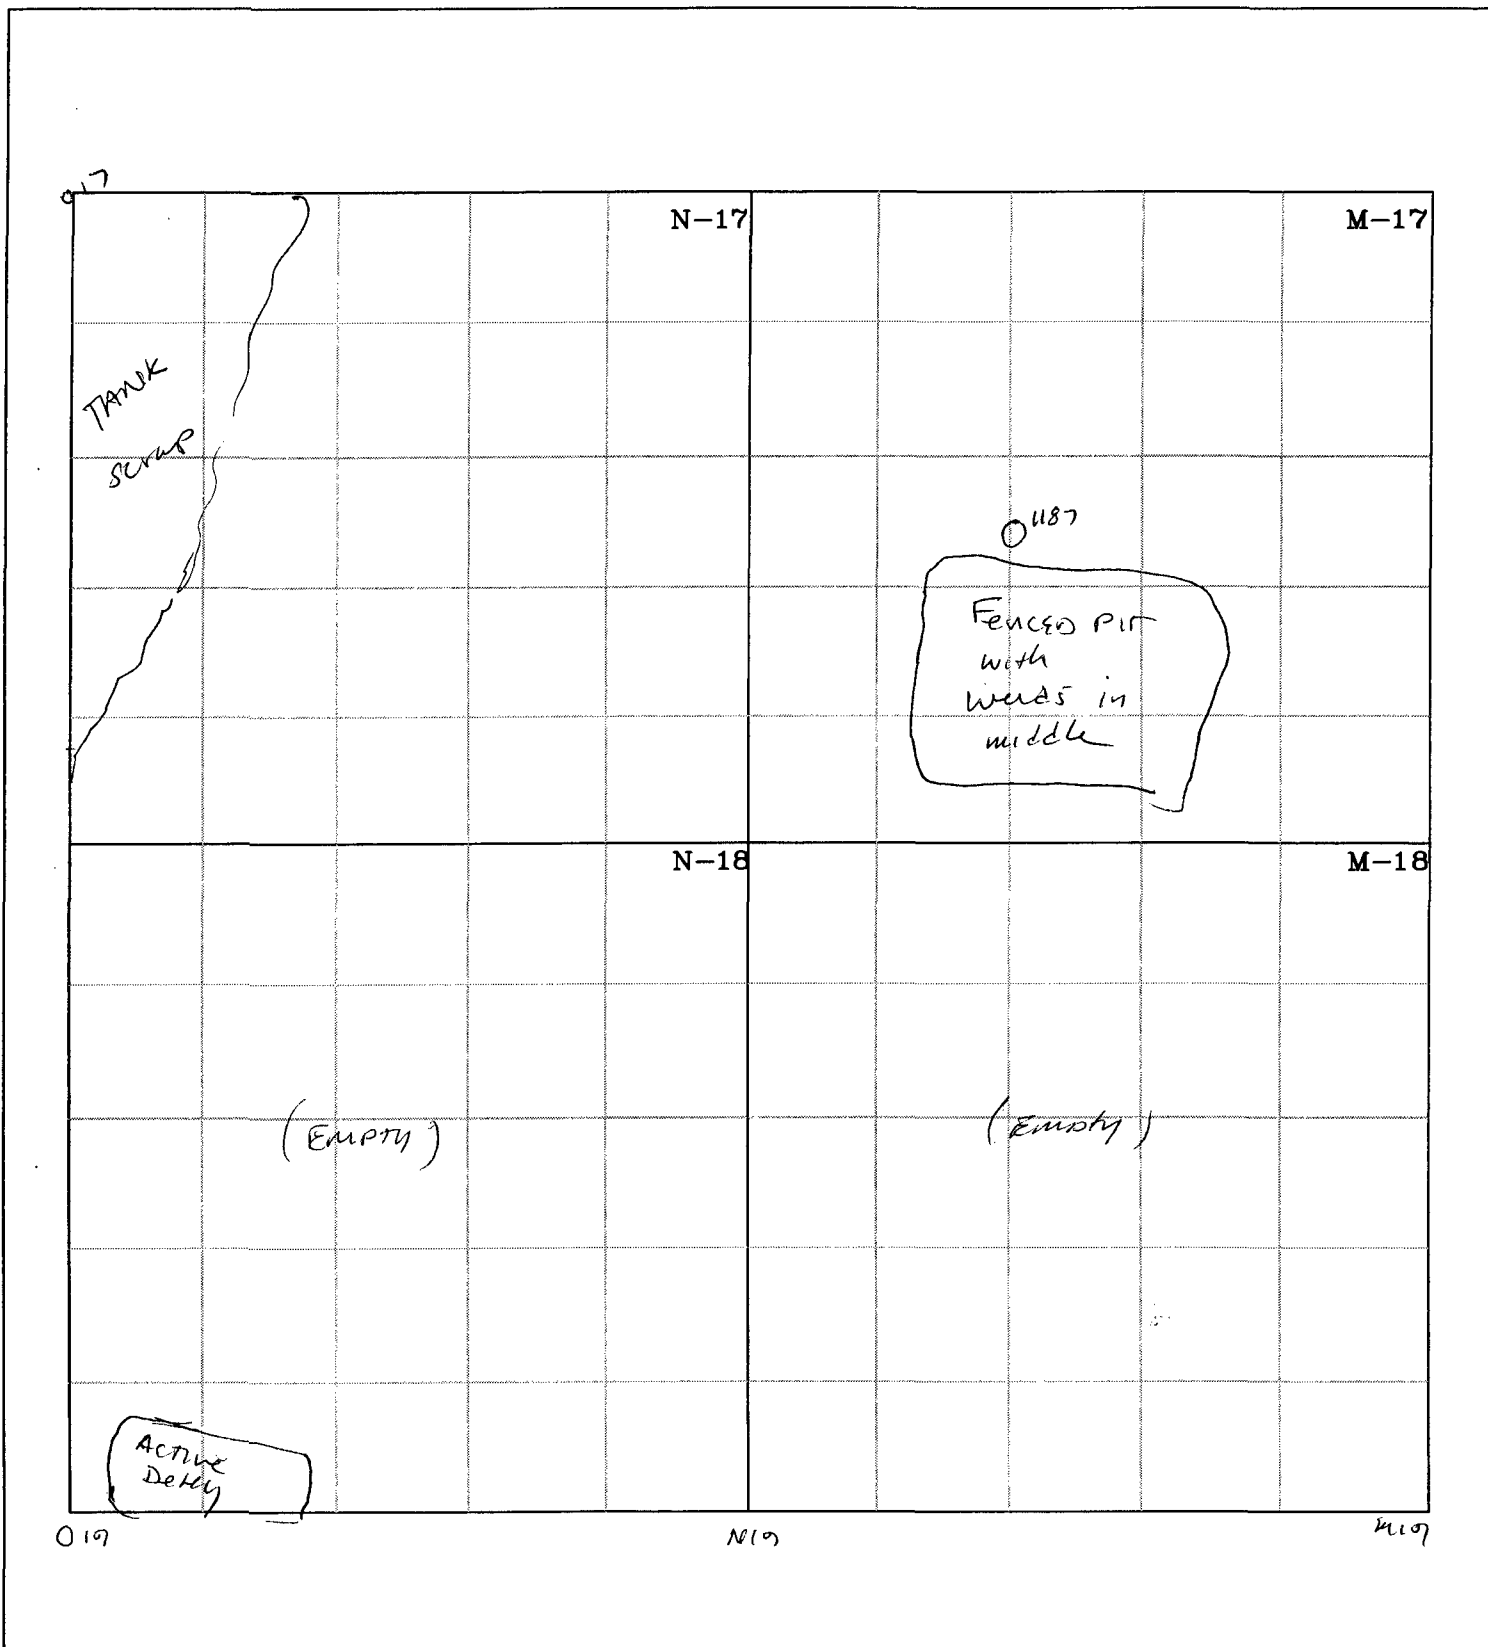 O17
N-17
M-17
TANK
scrap
1187
Fenced pit
with
weeds in
middle
N-18
M-18
(Empty)
(Empty)
Active
O19
N19
M19